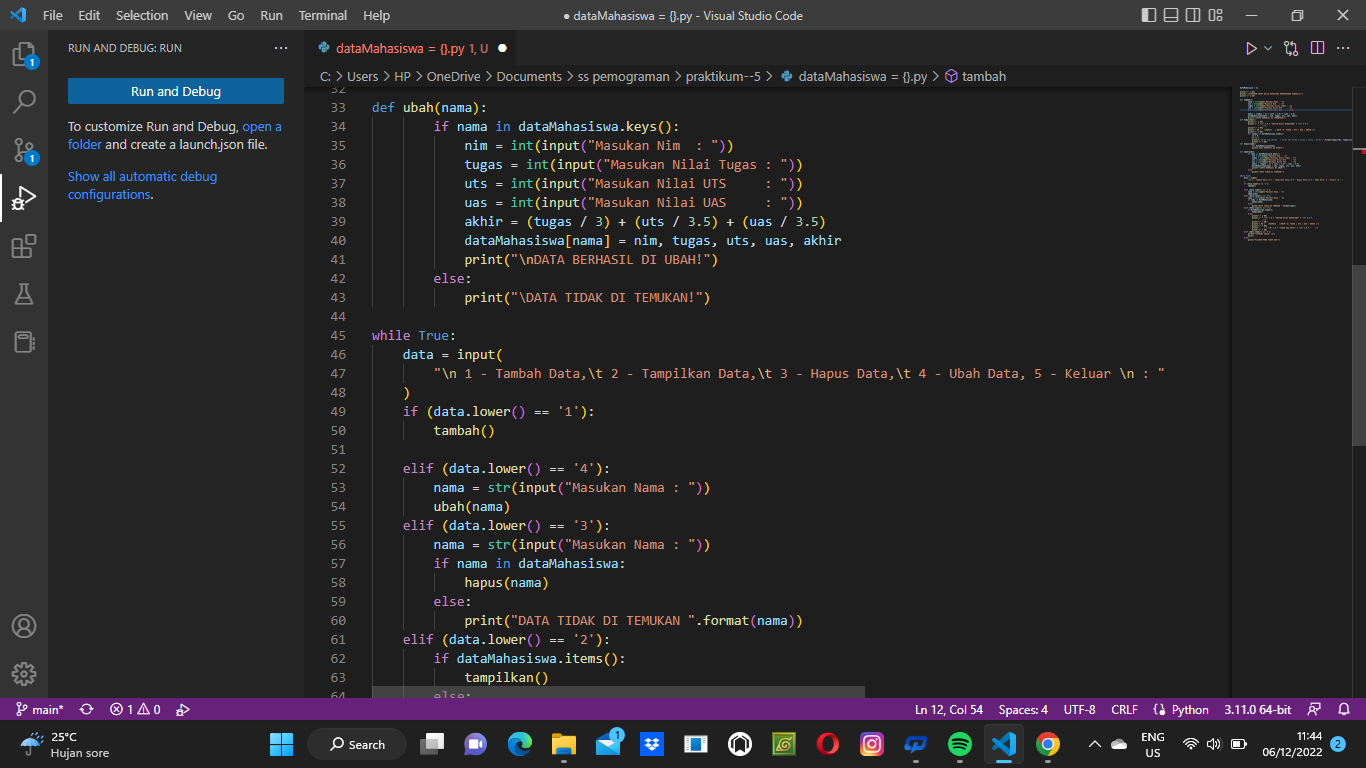 File Edit Selection View Go Run Terminal Help
● dataMahasiswa = {}.py - Visual Studio Code
RUN AND DEBUG: RUN
dataMahasiswa = {}.py 1, U
C: > Users > HP > OneDrive > Documents > ss pemograman > praktikum--5 > dataMahasiswa = {}.py > tambah
Run and Debug
To customize Run and Debug, open a
folder and create a launch.json file.
Show all automatic debug
configurations.
1
1
32
33 def ubah(nama):
34 if nama in dataMahasiswa.keys():
35 nim = int(input("Masukan Nim  : "))
36 tugas = int(input("Masukan Nilai Tugas : "))
37 uts = int(input("Masukan Nilai UTS     : "))
38 uas = int(input("Masukan Nilai UAS     : "))
39 akhir = (tugas / 3) + (uts / 3.5) + (uas / 3.5)
40 dataMahasiswa[nama] = nim, tugas, uts, uas, akhir
41 print("\nDATA BERHASIL DI UBAH!")
42 else:
43 print("\DATA TIDAK DI TEMUKAN!")
44
45 while True:
46 data = input(
47 "\n 1 - Tambah Data,\t 2 - Tampilkan Data,\t 3 - Hapus Data,\t 4 - Ubah Data, 5 - Keluar \n : "
48 )
49 if (data.lower() == '1'):
50 tambah()
51
52 elif (data.lower() == '4'):
53 nama = str(input("Masukan Nama : "))
54 ubah(nama)
55 elif (data.lower() == '3'):
56 nama = str(input("Masukan Nama : "))
57 if nama in dataMahasiswa:
58 hapus(nama)
59 else:
60 print("DATA TIDAK DI TEMUKAN ".format(nama))
61 elif (data.lower() == '2'):
62 if dataMahasiswa.items():
63 tampilkan()
64 else:
main* 1 0 Ln 12, Col 54 Spaces: 4 UTF-8 CRLF Python 3.11.0 64-bit
25°C
Hujan sore
Search
1
ENG
US
11:44
06/12/2022
2